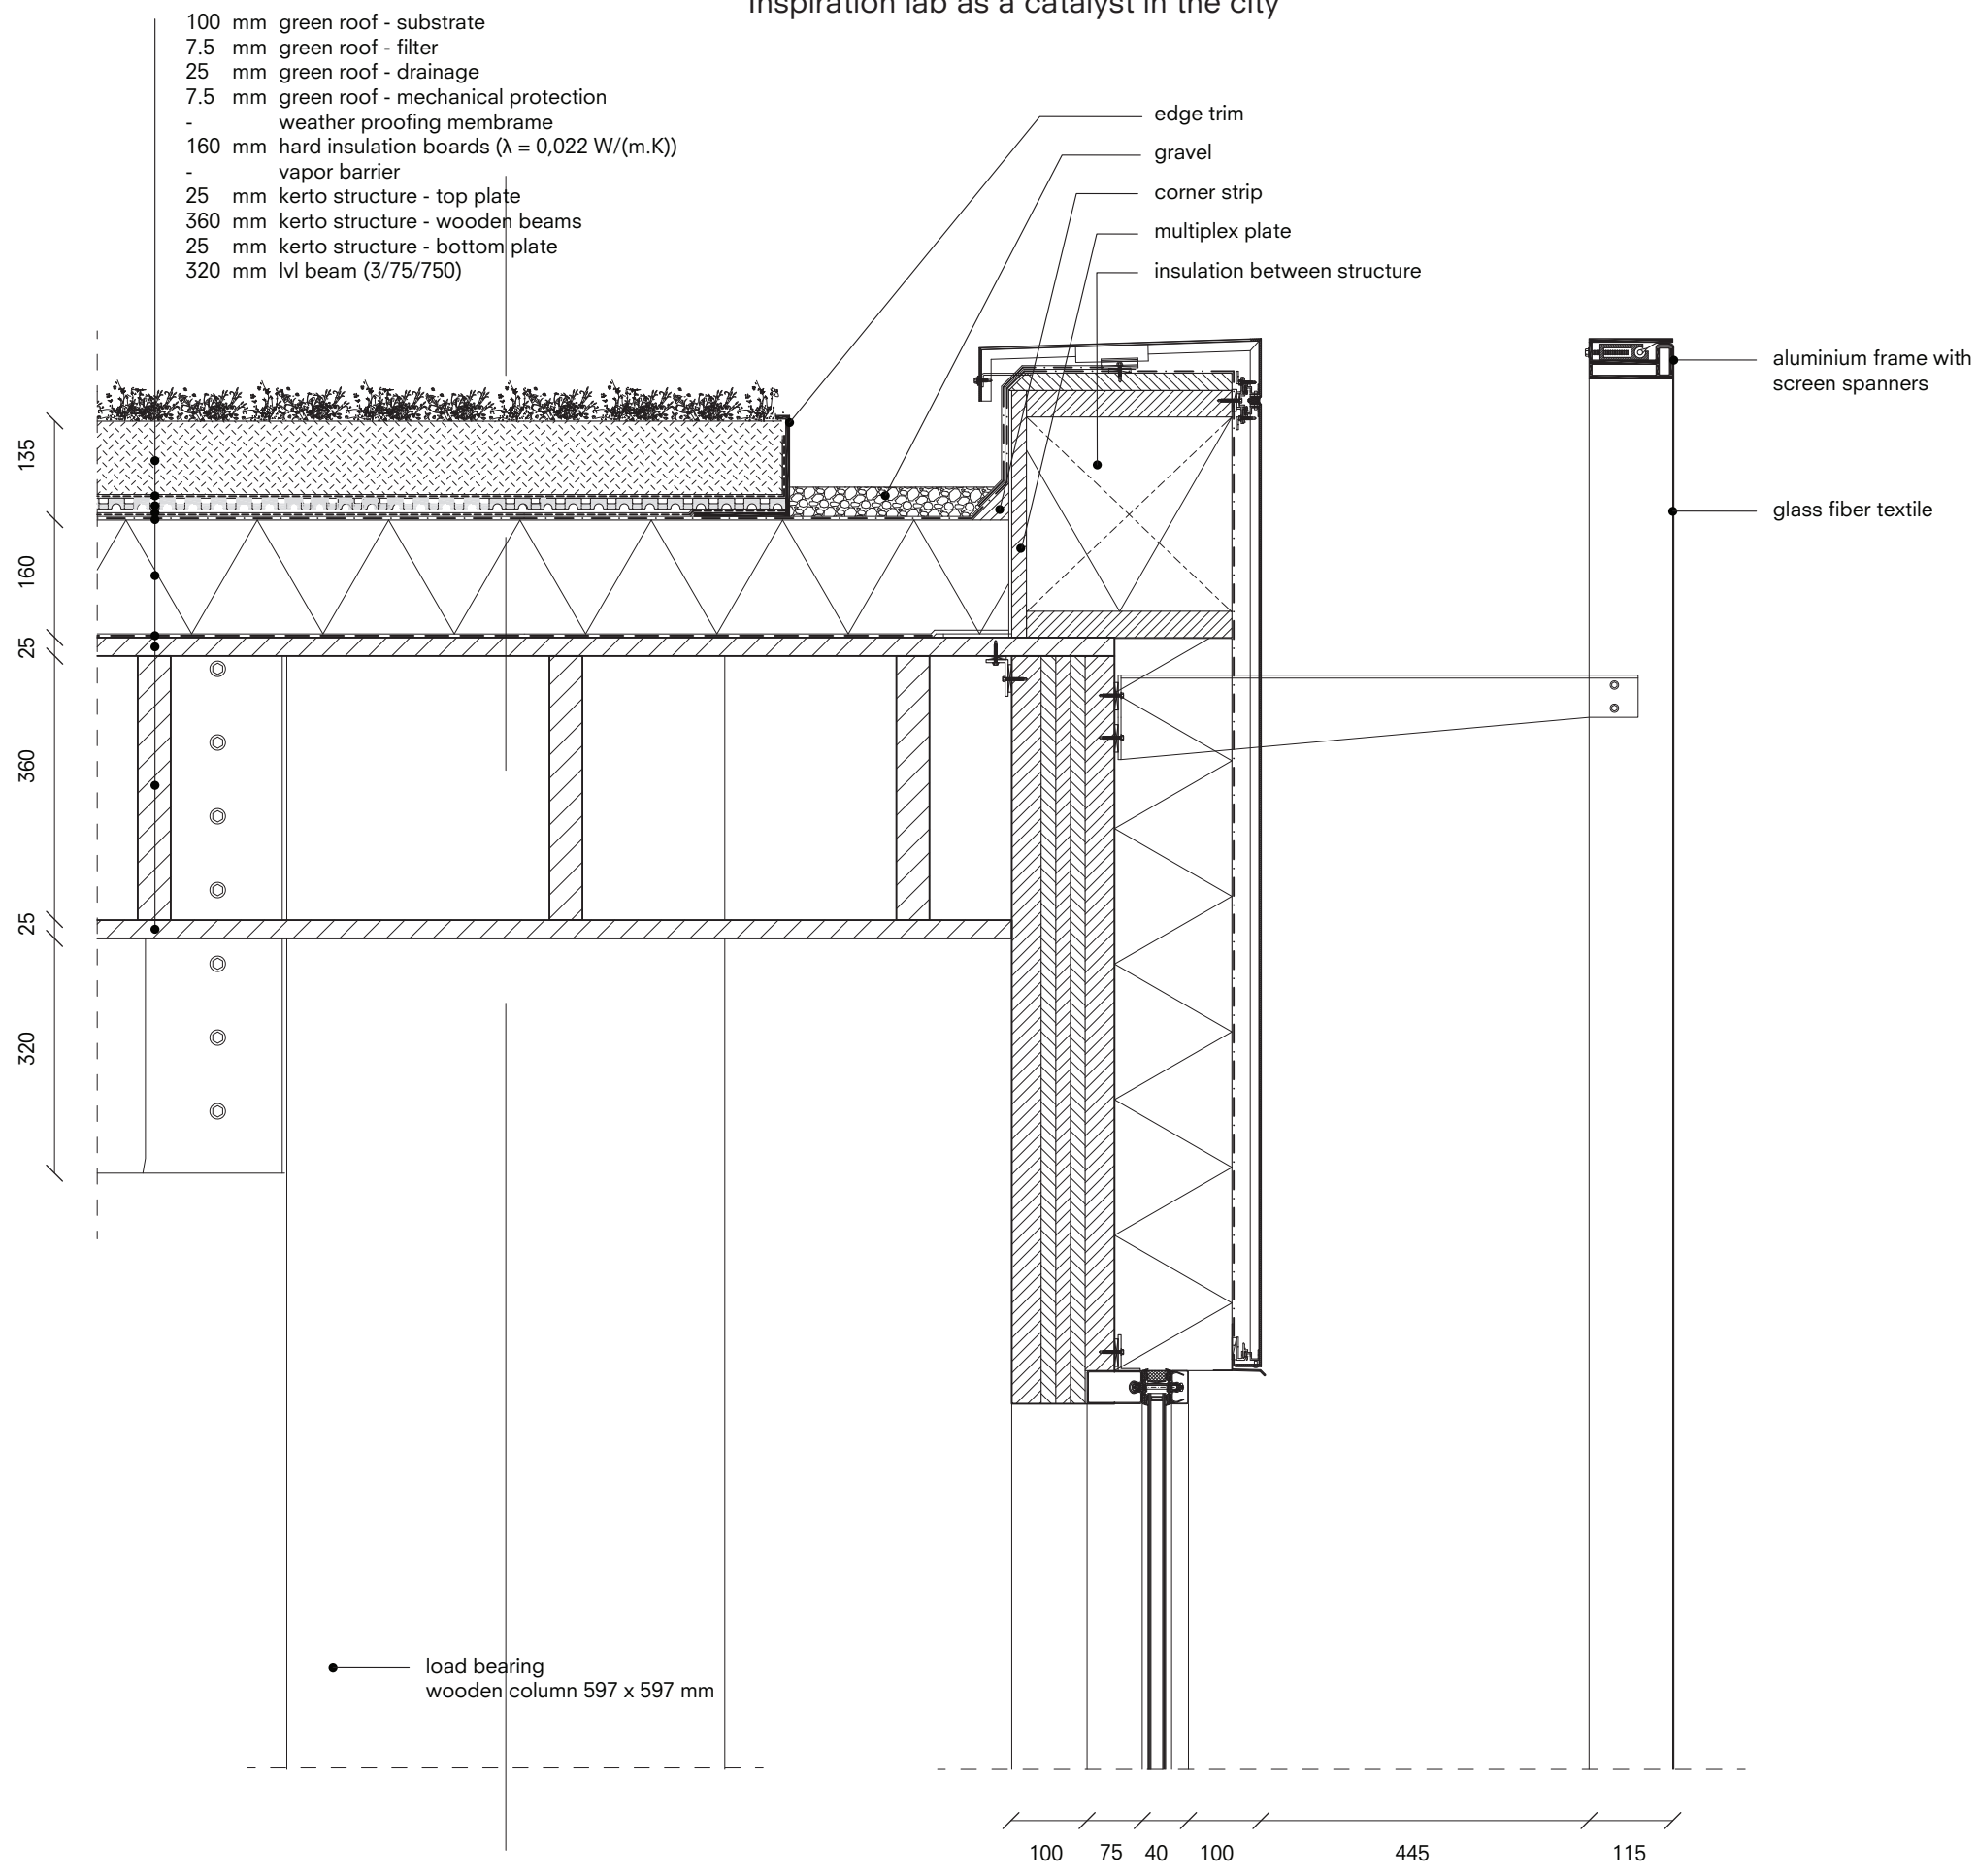 Inspiration lab as a catalyst in the city
100 mm green roof - substrate
7.5 mm green roof - filter
25 mm green roof - drainage
7.5 mm green roof - mechanical protection
- weather proofing membrame
160 mm hard insulation boards (λ = 0,022 W/(m.K))
- vapor barrier
25 mm kerto structure - top plate
360 mm kerto structure - wooden beams
25 mm kerto structure - bottom plate
320 mm lvl beam (3/75/750)
edge trim
gravel
corner strip
multiplex plate
insulation between structure
aluminium frame with
screen spanners
glass fiber textile
135
160
25
360
25
320
load bearing
wooden column 597 x 597 mm
100 75 40 100 445 115